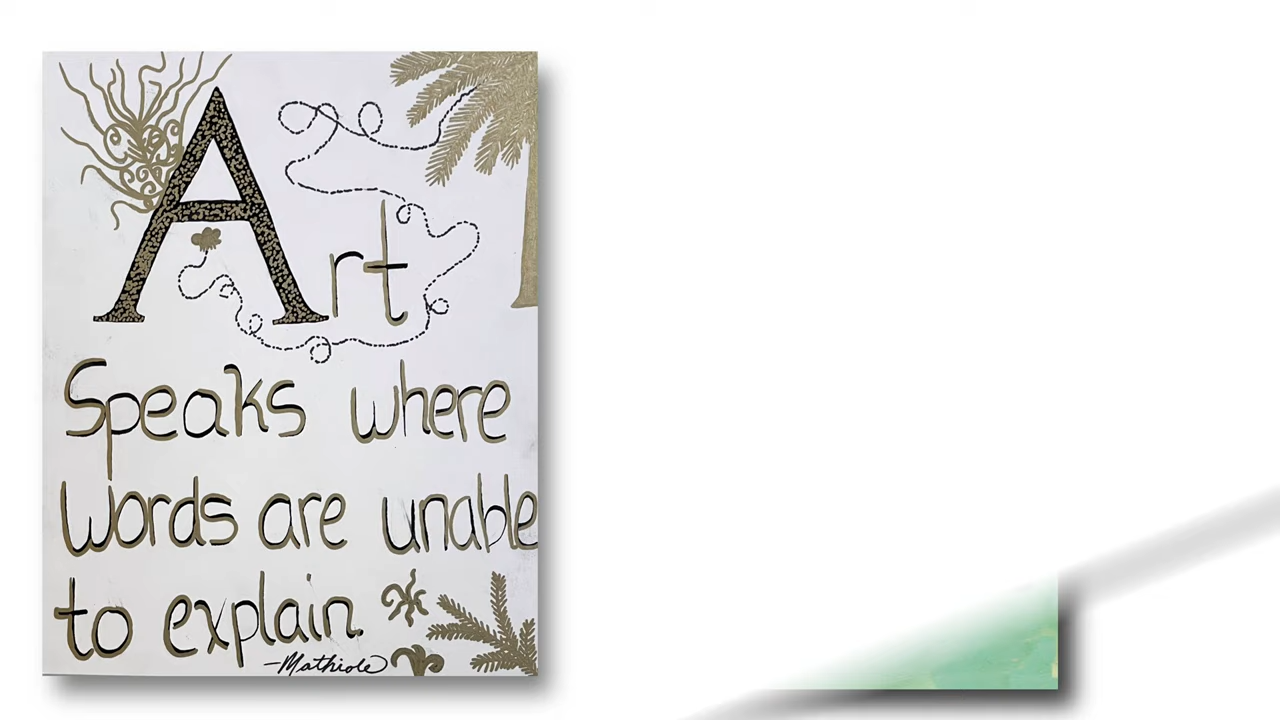 Art
Speaks where
Words are unable
to explain.
-Mathiole